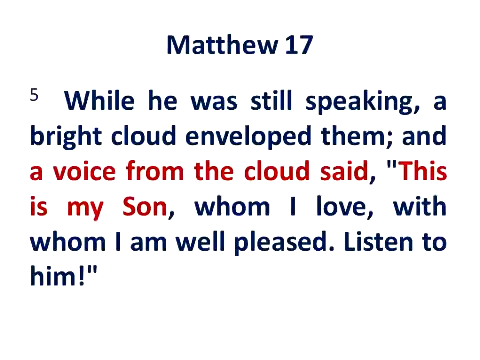 Matthew 17
5 While he was still speaking, a
bright cloud enveloped them; and
a voice from the cloud said, "This
is my Son, whom I love, with
whom I am well pleased. Listen to
him!"